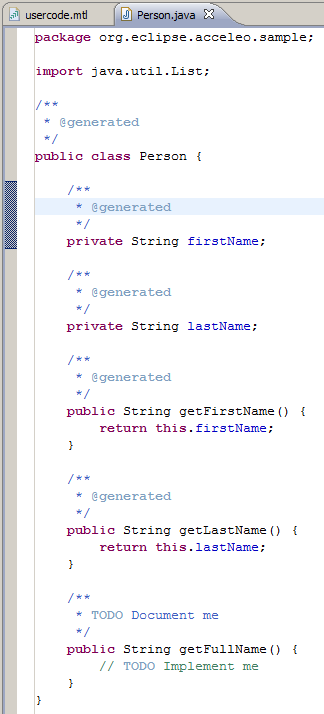 usercode.mtl
Person.java
package org.eclipse.acceleo.sample;
import java.util.List;
/**
* @generated
*/
public class Person {
/**
* @generated
*/
private String firstName;
/**
* @generated
*/
private String lastName;
/**
* @generated
*/
public String getFirstName() {
return this.firstName;
}
/**
* @generated
*/
public String getLastName() {
return this.lastName;
}
/**
* TODO Document me
*/
public String getFullName() {
// TODO Implement me
}
}